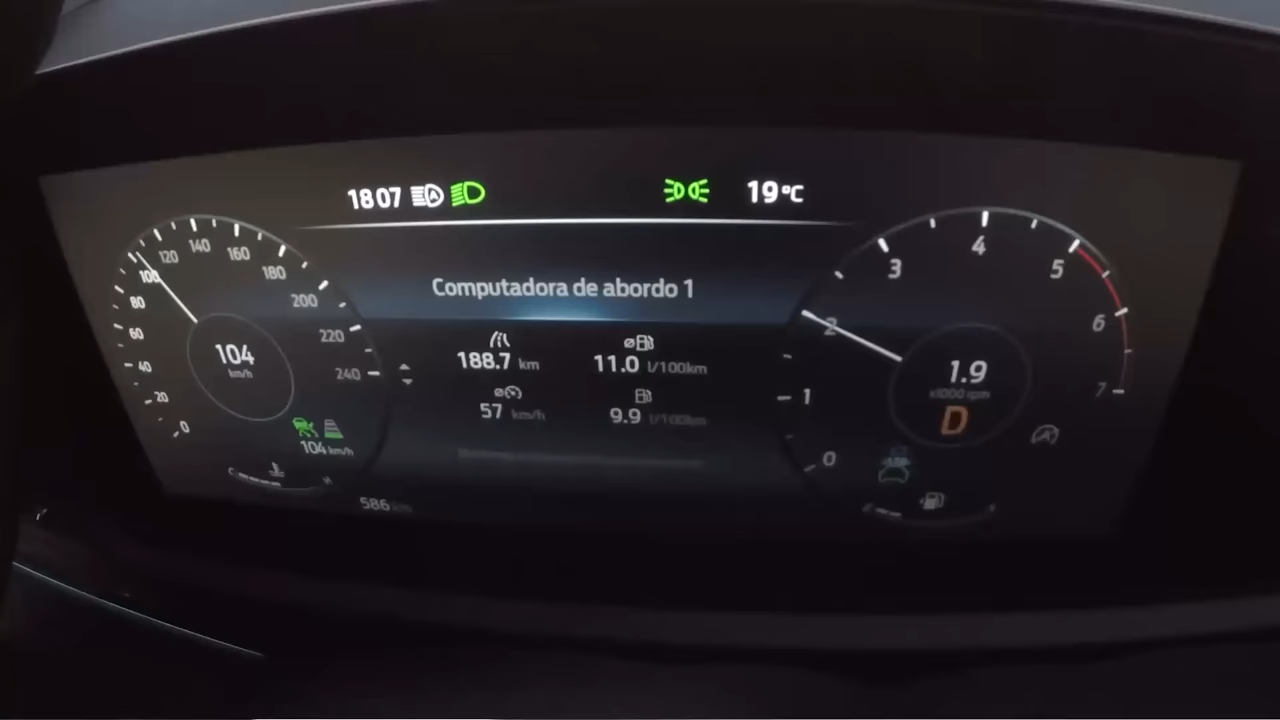 1807 19°C
Computadora de abordo 1
188.7 km 11.0 l/100km
57 km/h 9.9 l/100km
0 20 40 60 80 100 120 140 160 180 200 220 240
104
km/h
104 km/h
C H
586
0 1 2 3 4 5 6 7
1.9
x1000 rpm
D
A